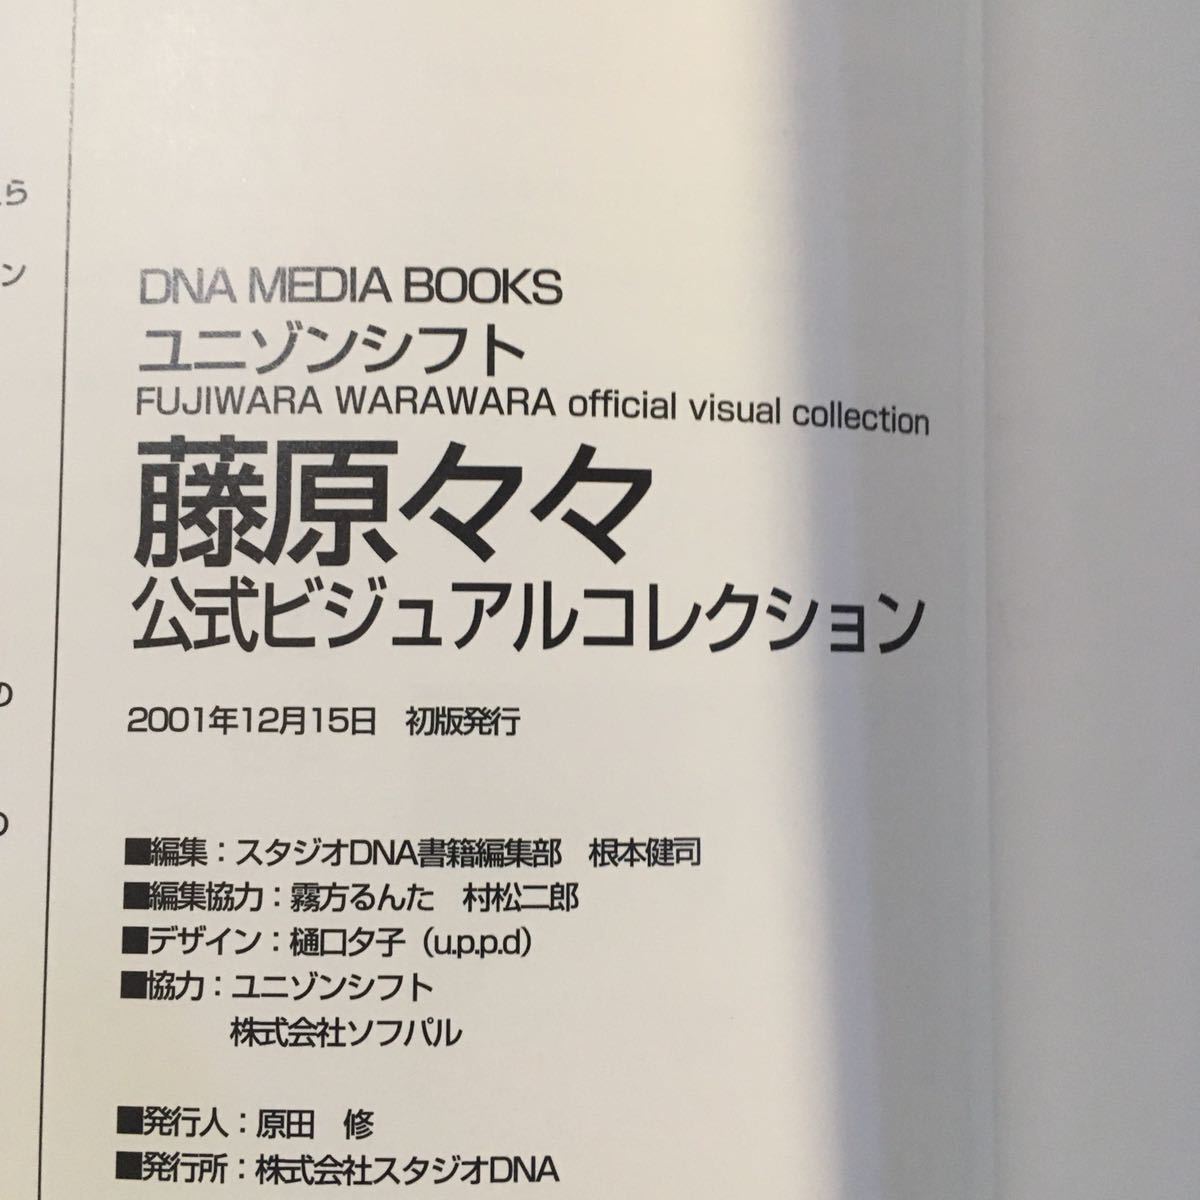 DNA MEDIA BOOKS
ユニゾンシフト
FUJIWARA WARAWARA official visual collection
藤原々々
公式ビジュアルコレクション
2001年12月15日　初版発行
■編集：スタジオDNA書籍編集部　根本健司
■編集協力：霧方るんた　村松二郎
■デザイン：樋口夕子（u.p.p.d）
■協力：ユニゾンシフト
株式会社ソフパル
■発行人：原田　修
■発行所：株式会社スタジオDNA
ら
ン
の